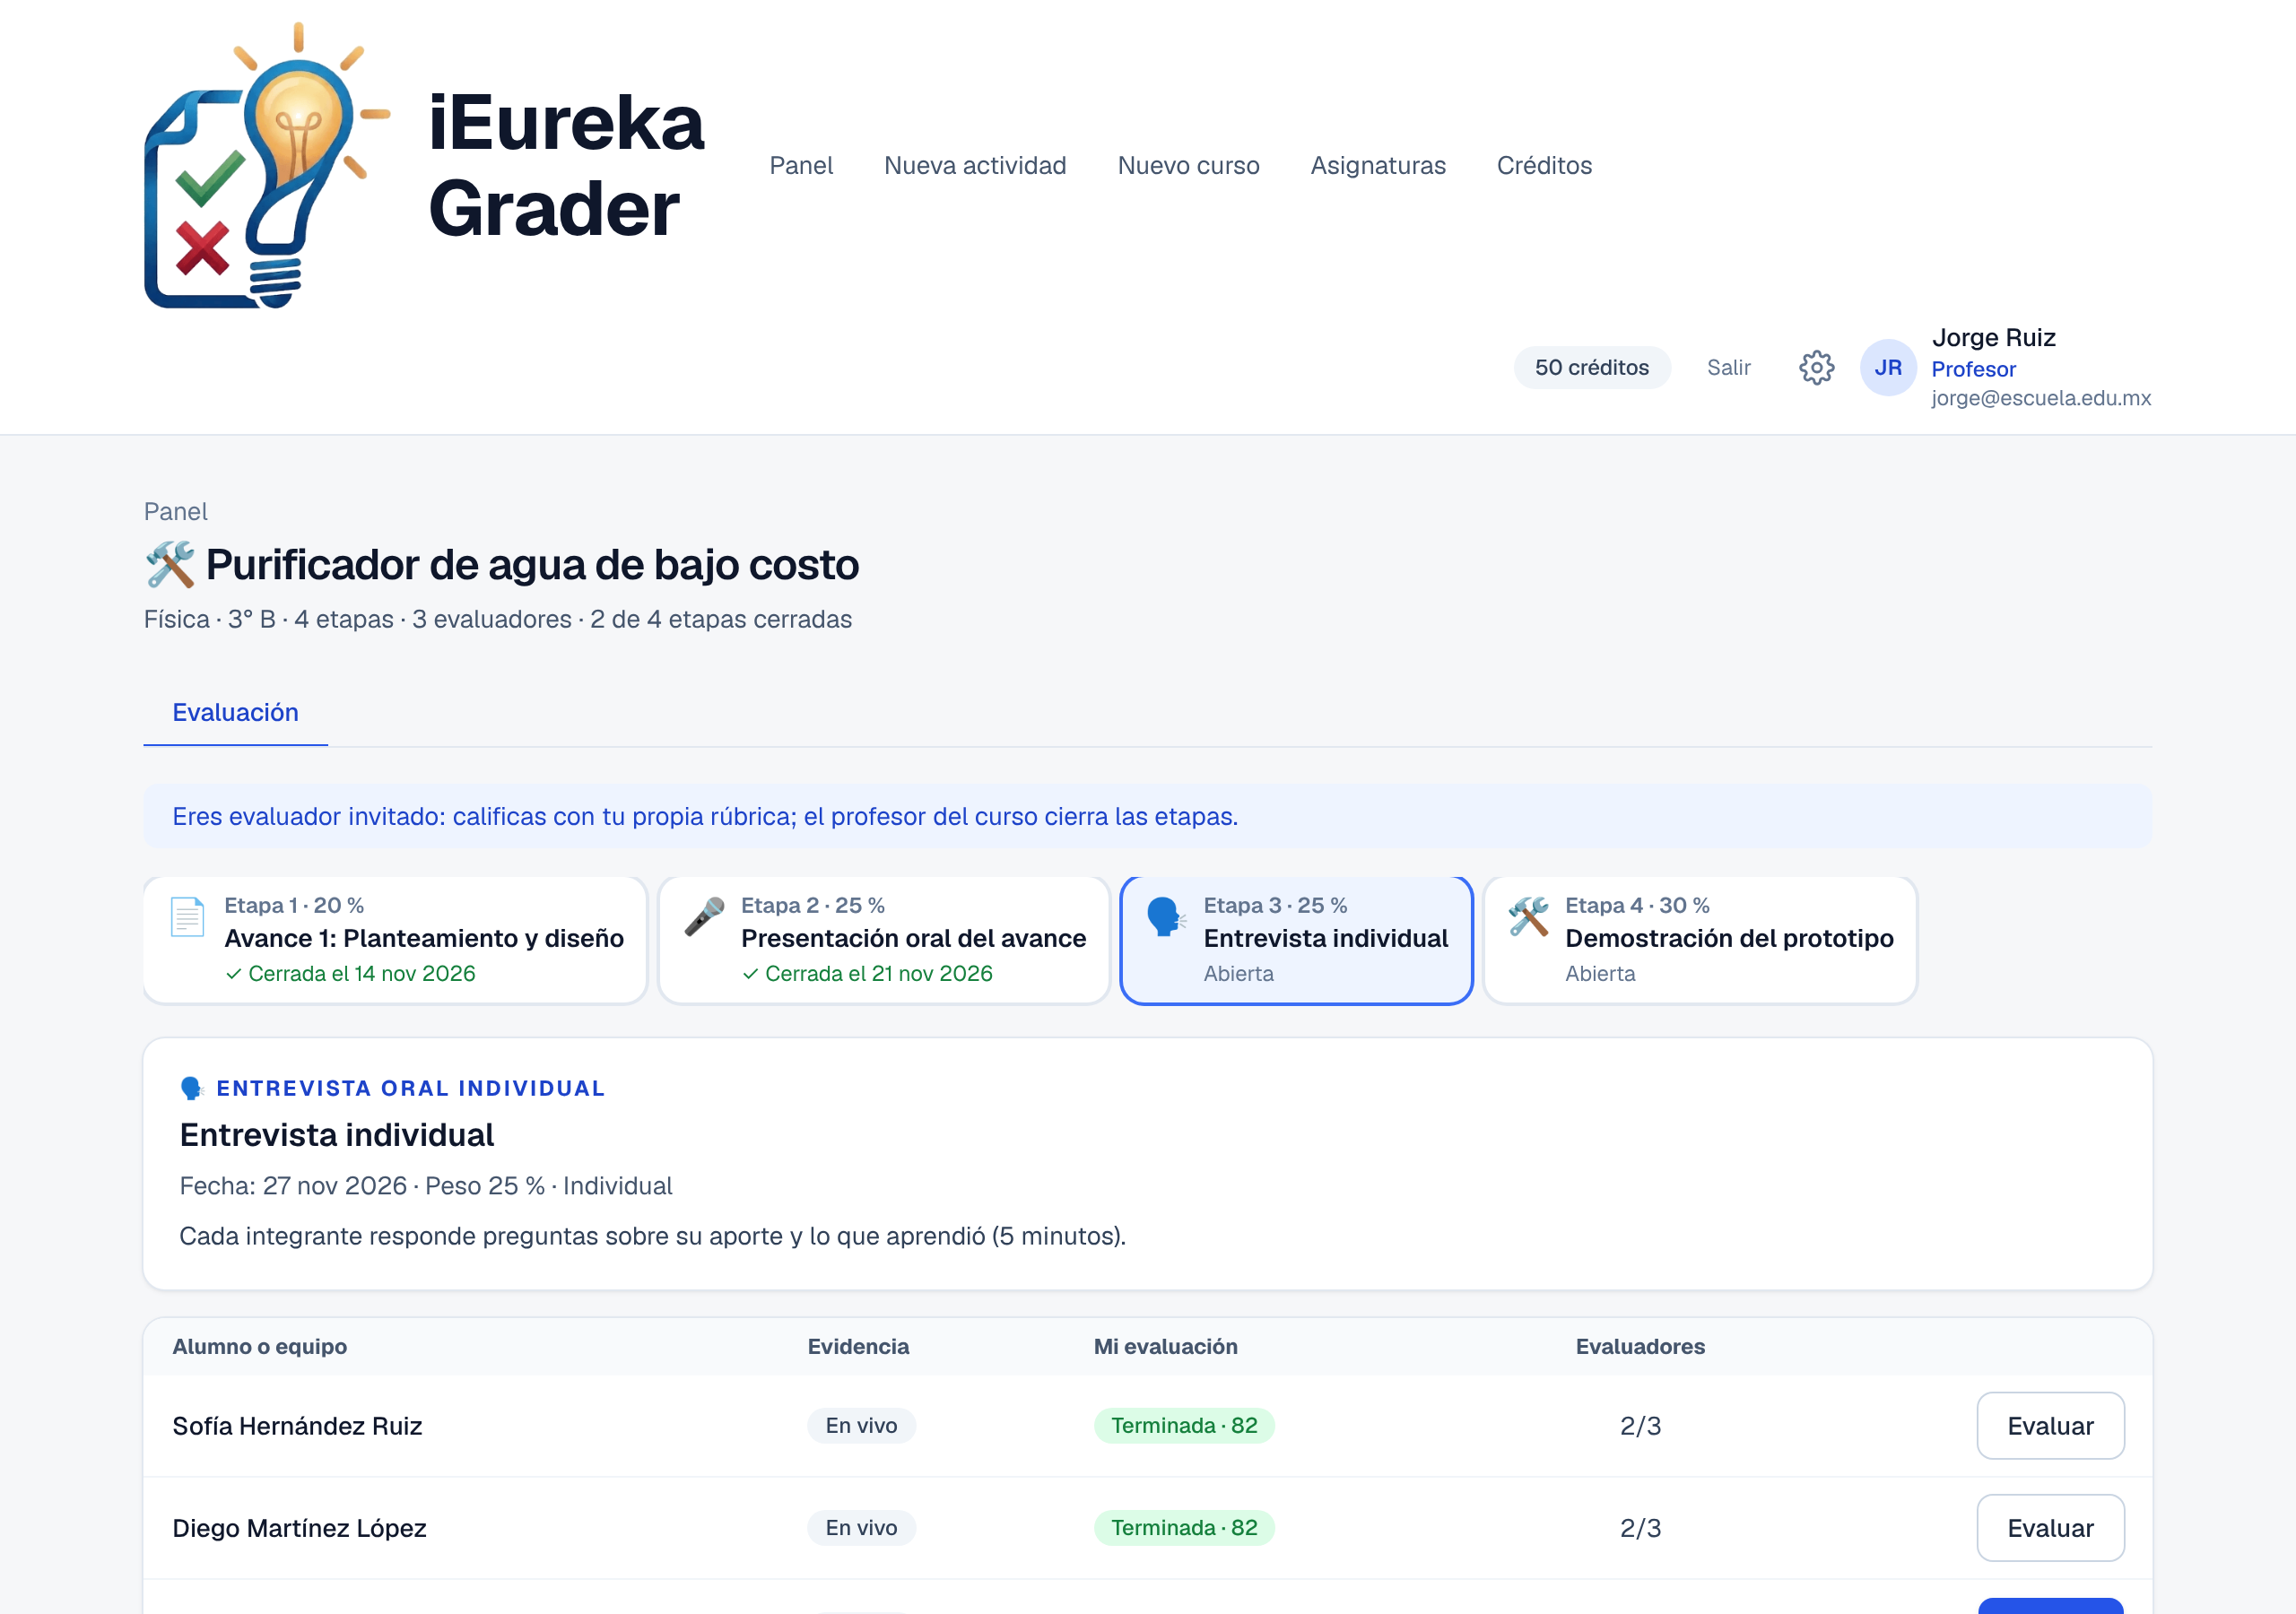 iEureka
Grader
Panel
Nueva actividad
Nuevo curso
Asignaturas
Créditos
50 créditos
Salir
JR
Jorge Ruiz
Profesor
jorge@escuela.edu.mx
Panel
Purificador de agua de bajo costo
Física · 3° B · 4 etapas · 3 evaluadores · 2 de 4 etapas cerradas
Evaluación
Eres evaluador invitado: calificas con tu propia rúbrica; el profesor del curso cierra las etapas.
Etapa 1 · 20 %
Avance 1: Planteamiento y diseño
✓ Cerrada el 14 nov 2026
Etapa 2 · 25 %
Presentación oral del avance
✓ Cerrada el 21 nov 2026
Etapa 3 · 25 %
Entrevista individual
Abierta
Etapa 4 · 30 %
Demostración del prototipo
Abierta
ENTREVISTA ORAL INDIVIDUAL
Entrevista individual
Fecha: 27 nov 2026 · Peso 25 % · Individual
Cada integrante responde preguntas sobre su aporte y lo que aprendió (5 minutos).
Alumno o equipo Evidencia Mi evaluación Evaluadores
Sofía Hernández Ruiz En vivo Terminada · 82 2/3 Evaluar
Diego Martínez López En vivo Terminada · 82 2/3 Evaluar